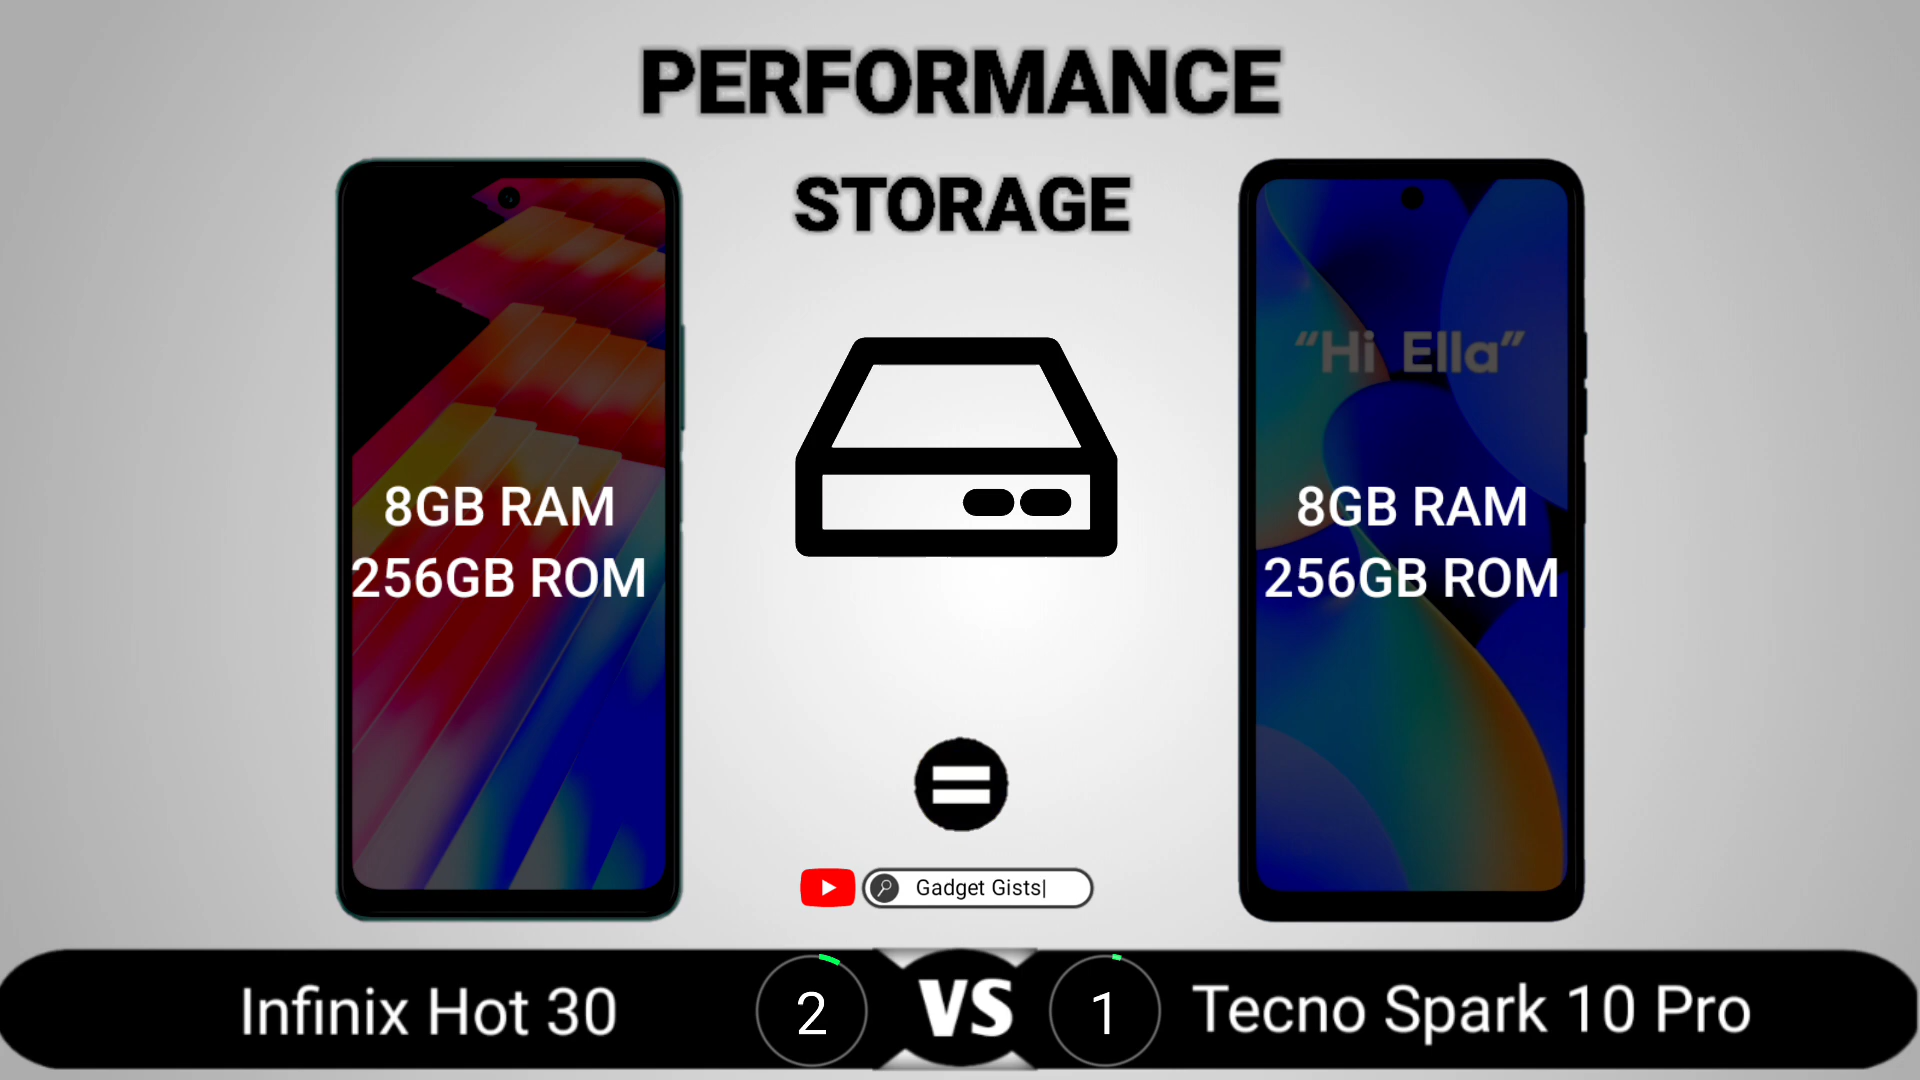 PERFORMANCE
STORAGE
“Hi Ella”
8GB RAM
256GB ROM
8GB RAM
256GB ROM
Gadget Gists|
Infinix Hot 30
2
VS
1
Tecno Spark 10 Pro